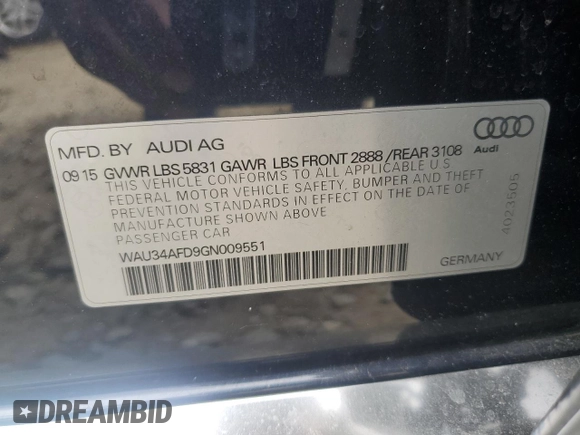 MFD. BY AUDI AG
Audi
09 15 GVWR LBS 5831 GAWR LBS FRONT 2888 /REAR 3108
THIS VEHICLE CONFORMS TO ALL APPLICABLE U.S
FEDERAL MOTOR VEHICLE SAFETY, BUMPER AND THEFT
PREVENTION STANDARDS IN EFFECT ON THE DATE OF
MANUFACTURE SHOWN ABOVE
PASSENGER CAR
WAU34AFD9GN009551
4023505
GERMANY
DREAMBID